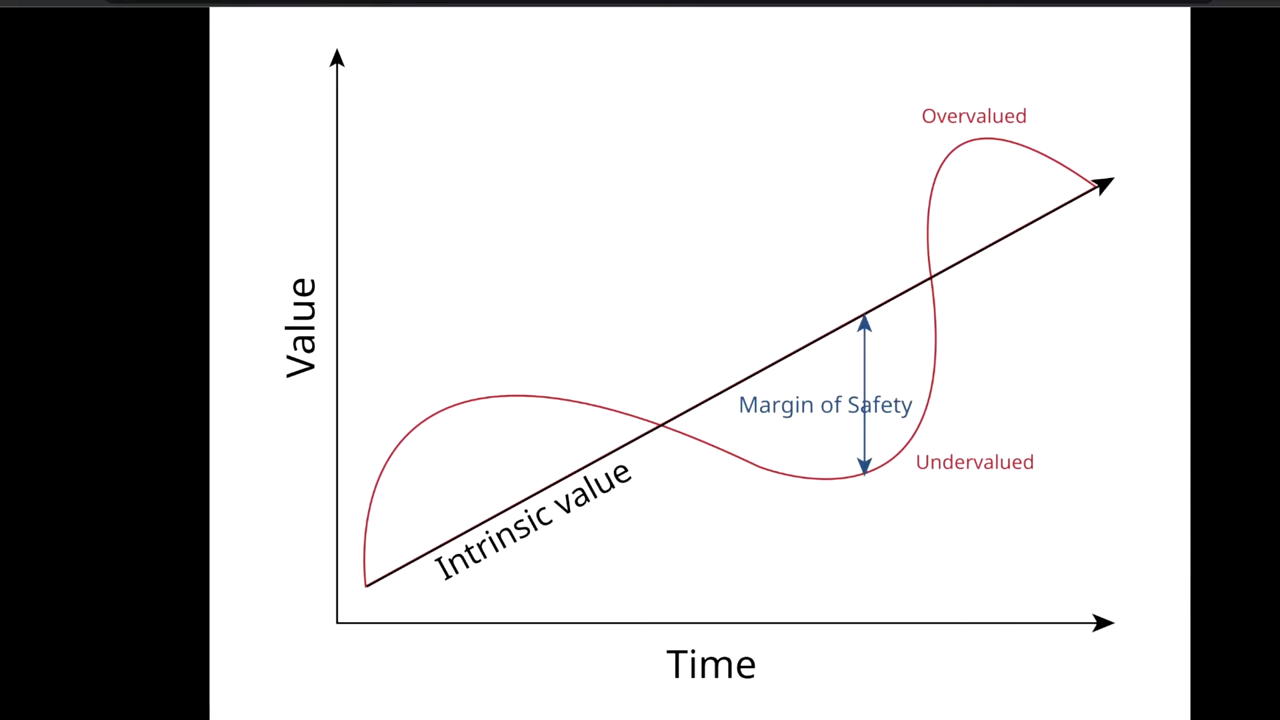 Overvalued
Value
Margin of Safety
Undervalued
Intrinsic value
Time